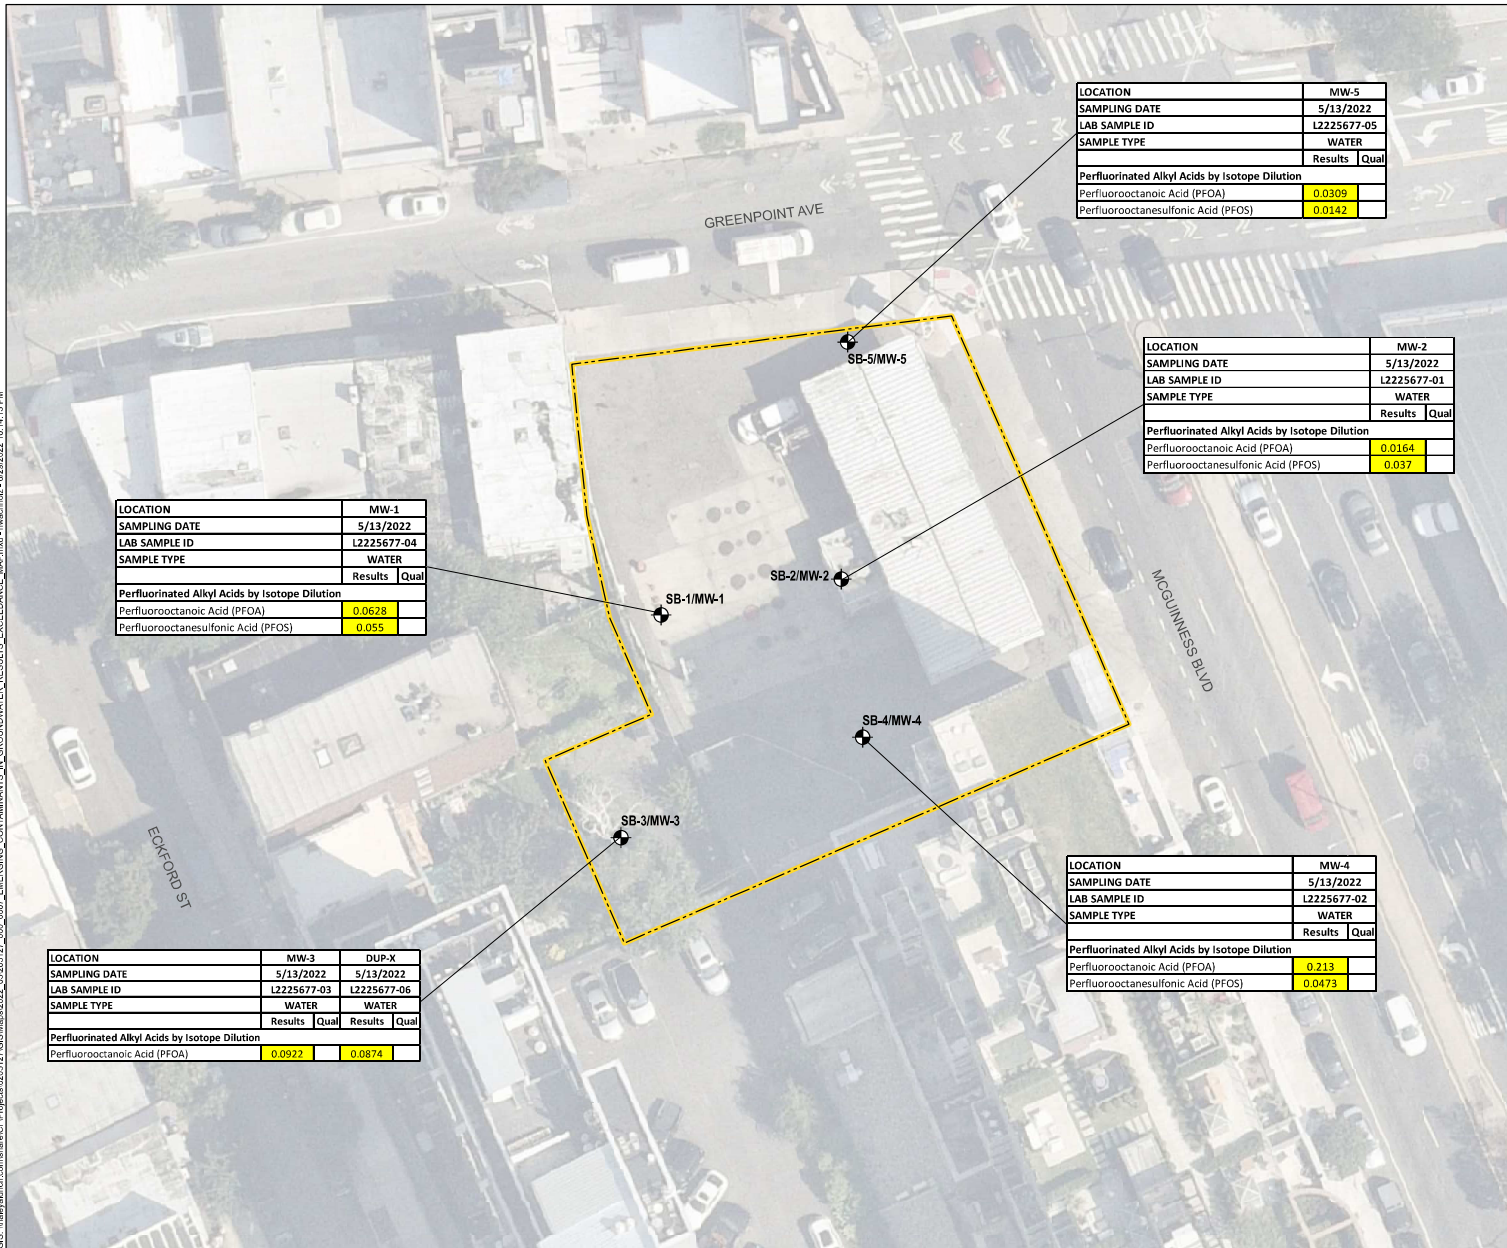 LOCATION MW-5
SAMPLING DATE 5/13/2022
LAB SAMPLE ID L2225677-05
SAMPLE TYPE WATER
Results Qual
Perfluorinated Alkyl Acids by Isotope Dilution
Perfluorooctanoic Acid (PFOA) 0.0309
Perfluorooctanesulfonic Acid (PFOS) 0.0142
GREENPOINT AVE
SB-5/MW-5
LOCATION MW-2
SAMPLING DATE 5/13/2022
LAB SAMPLE ID L2225677-01
SAMPLE TYPE WATER
Results Qual
Perfluorinated Alkyl Acids by Isotope Dilution
Perfluorooctanoic Acid (PFOA) 0.0164
Perfluorooctanesulfonic Acid (PFOS) 0.037
LOCATION MW-1
SAMPLING DATE 5/13/2022
LAB SAMPLE ID L2225677-04
SAMPLE TYPE WATER
Results Qual
Perfluorinated Alkyl Acids by Isotope Dilution
Perfluorooctanoic Acid (PFOA) 0.0628
Perfluorooctanesulfonic Acid (PFOS) 0.055
SB-2/MW-2
SB-1/MW-1
MCGUINNESS BLVD
SB-4/MW-4
SB-3/MW-3
ECKFORD ST
LOCATION MW-4
SAMPLING DATE 5/13/2022
LAB SAMPLE ID L2225677-02
SAMPLE TYPE WATER
Results Qual
Perfluorinated Alkyl Acids by Isotope Dilution
Perfluorooctanoic Acid (PFOA) 0.213
Perfluorooctanesulfonic Acid (PFOS) 0.0473
LOCATION MW-3 DUP-X
SAMPLING DATE 5/13/2022 5/13/2022
LAB SAMPLE ID L2225677-03 L2225677-06
SAMPLE TYPE WATER WATER
Results Qual Results Qual
Perfluorinated Alkyl Acids by Isotope Dilution
Perfluorooctanoic Acid (PFOA) 0.0922 0.0874